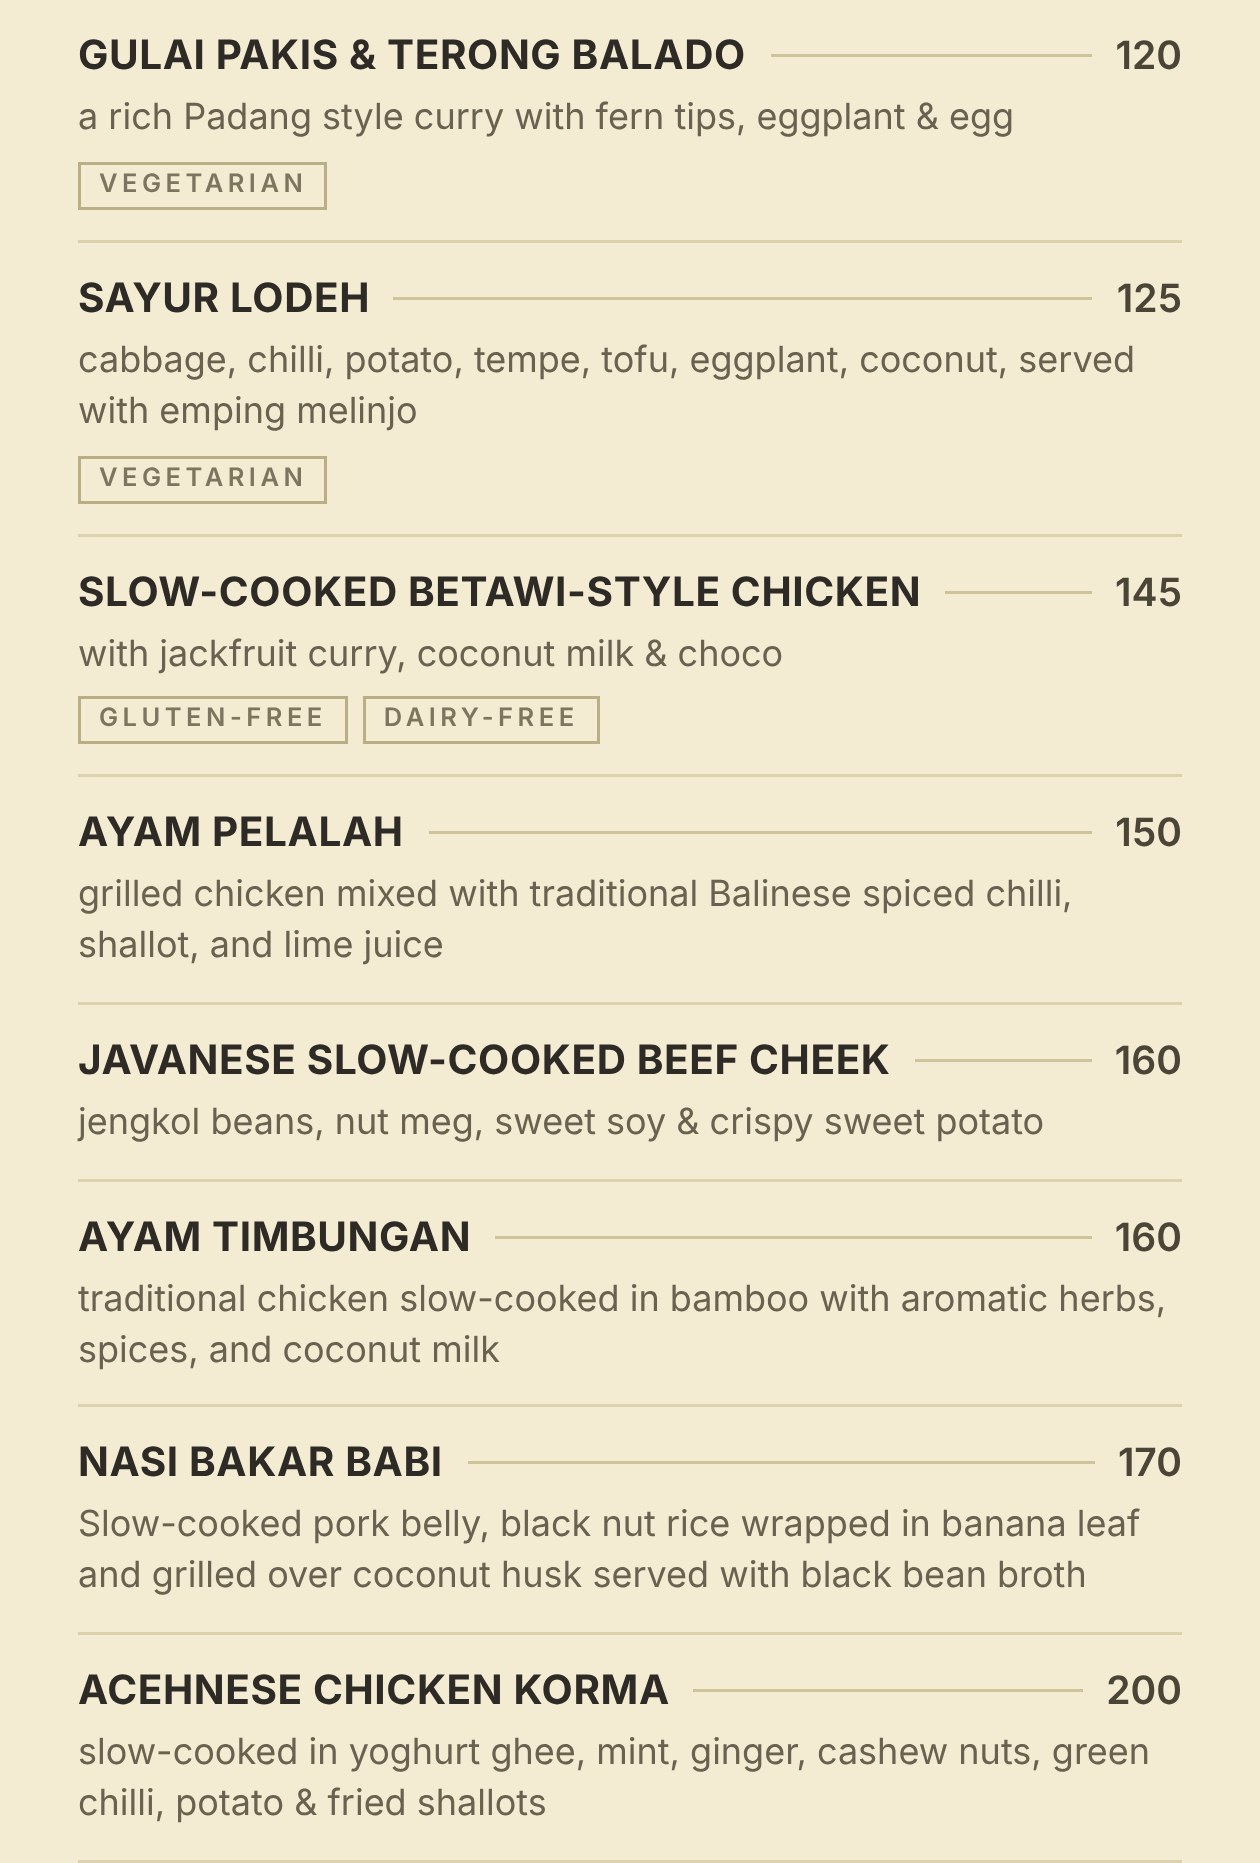 GULAI PAKIS & TERONG BALADO 120
a rich Padang style curry with fern tips, eggplant & egg
VEGETARIAN
SAYUR LODEH 125
cabbage, chilli, potato, tempe, tofu, eggplant, coconut, served
with emping melinjo
VEGETARIAN
SLOW-COOKED BETAWI-STYLE CHICKEN 145
with jackfruit curry, coconut milk & choco
GLUTEN-FREE DAIRY-FREE
AYAM PELALAH 150
grilled chicken mixed with traditional Balinese spiced chilli,
shallot, and lime juice
JAVANESE SLOW-COOKED BEEF CHEEK 160
jengkol beans, nut meg, sweet soy & crispy sweet potato
AYAM TIMBUNGAN 160
traditional chicken slow-cooked in bamboo with aromatic herbs,
spices, and coconut milk
NASI BAKAR BABI 170
Slow-cooked pork belly, black nut rice wrapped in banana leaf
and grilled over coconut husk served with black bean broth
ACEHNESE CHICKEN KORMA 200
slow-cooked in yoghurt ghee, mint, ginger, cashew nuts, green
chilli, potato & fried shallots